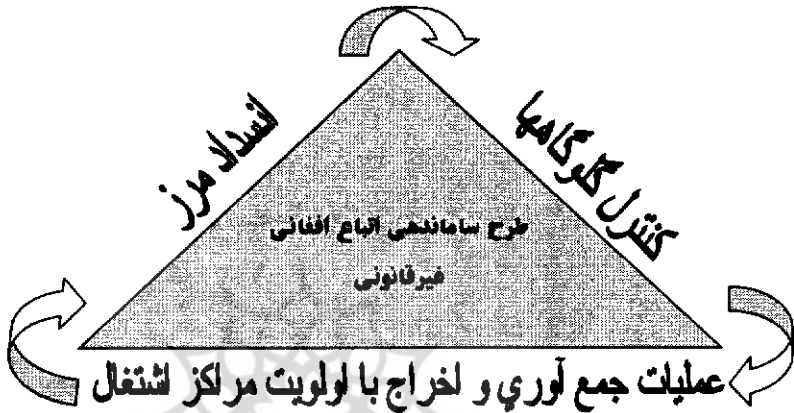 انسداد مرز
کنترل گلوگاهها
طرح ساماندهی اتباع افغانی
غیرقانونی
عملیات جمع آوري و اخراج با اولویت مراکز اشتغال